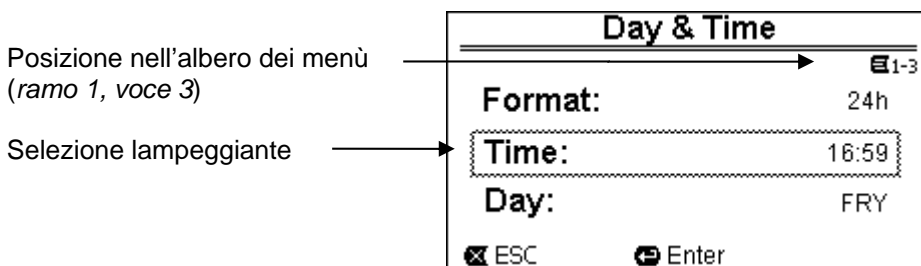 Day & Time
Posizione nell'albero dei menù
(ramo 1, voce 3)
1-3
Format: 24h
Selezione lampeggiante
Time: 16:59
Day: FRY
ESC Enter